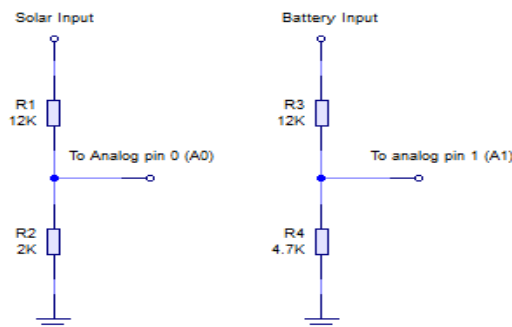 Solar Input
R1
12K
To Analog pin 0 (A0)
R2
2K
Battery Input
R3
12K
To analog pin 1 (A1)
R4
4.7K